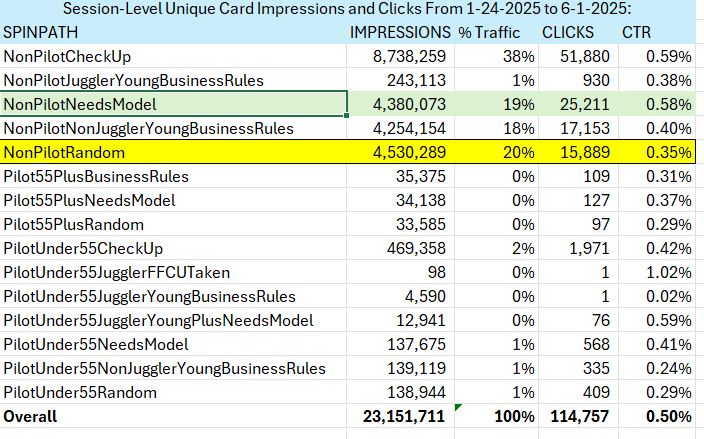 Session-Level Unique Card Impressions and Clicks From 1-24-2025 to 6-1-2025:
SPINPATH IMPRESSIONS % Traffic CLICKS CTR
NonPilotCheckUp 8,738,259 38% 51,880 0.59%
NonPilotJugglerYoungBusinessRules 243,113 1% 930 0.38%
NonPilotNeedsModel 4,380,073 19% 25,211 0.58%
NonPilotNonJugglerYoungBusinessRules 4,254,154 18% 17,153 0.40%
NonPilotRandom 4,530,289 20% 15,889 0.35%
Pilot55PlusBusinessRules 35,375 0% 109 0.31%
Pilot55PlusNeedsModel 34,138 0% 127 0.37%
Pilot55PlusRandom 33,585 0% 97 0.29%
PilotUnder55CheckUp 469,358 2% 1,971 0.42%
PilotUnder55JugglerFFCUTaken 98 0% 1 1.02%
PilotUnder55JugglerYoungBusinessRules 4,590 0% 1 0.02%
PilotUnder55JugglerYoungPlusNeedsModel 12,941 0% 76 0.59%
PilotUnder55NeedsModel 137,675 1% 568 0.41%
PilotUnder55NonJugglerYoungBusinessRules 139,119 1% 335 0.24%
PilotUnder55Random 138,944 1% 409 0.29%
Overall 23,151,711 100% 114,757 0.50%